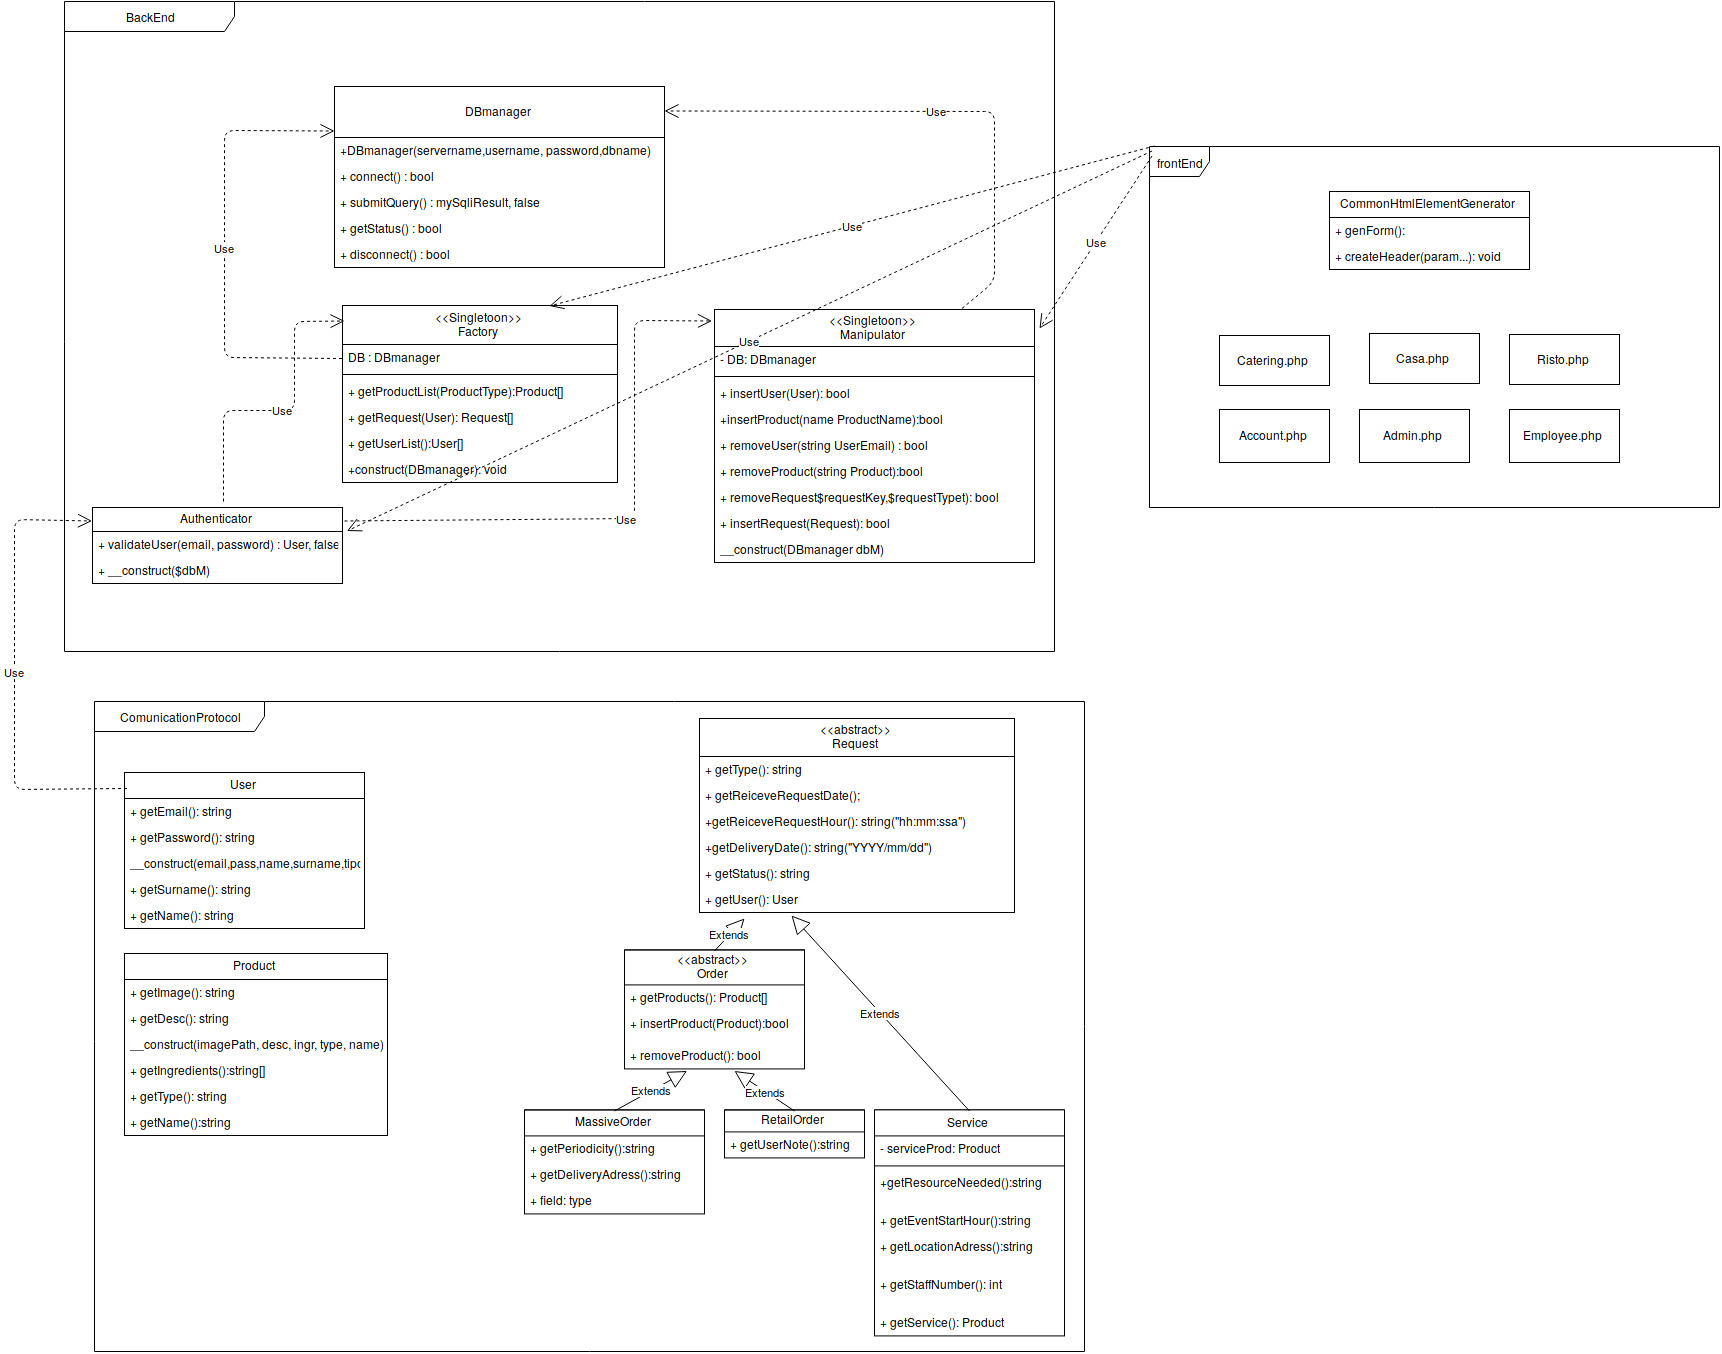 BackEnd
DBmanager
+DBmanager(servername,username, password,dbname)
+ connect() : bool
+ submitQuery() : mySqliResult, false
+ getStatus() : bool
+ disconnect() : bool
Use
Use
Use
Use
<<Singletoon>>
Factory
DB : DBmanager
+ getProductList(ProductType):Product[]
+ getRequest(User): Request[]
+ getUserList():User[]
+construct(DBmanager): void
<<Singletoon>>
Manipulator
- DB: DBmanager
+ insertUser(User): bool
+insertProduct(name ProductName):bool
+ removeUser(string UserEmail) : bool
+ removeProduct(string Product):bool
+ removeRequest$requestKey,$requestTypet): bool
+ insertRequest(Request): bool
__construct(DBmanager dbM)
Use
Use
Use
Authenticator
+ validateUser(email, password) : User, false
+ __construct($dbM)
frontEnd
CommonHtmlElementGenerator
+ genForm():
+ createHeader(param...): void
Catering.php
Casa.php
Risto.php
Account.php
Admin.php
Employee.php
Use
ComunicationProtocol
User
+ getEmail(): string
+ getPassword(): string
__construct(email,pass,name,surname,tipo
+ getSurname(): string
+ getName(): string
Product
+ getImage(): string
+ getDesc(): string
__construct(imagePath, desc, ingr, type, name)
+ getIngredients():string[]
+ getType(): string
+ getName():string
<<abstract>>
Request
+ getType(): string
+ getReiceveRequestDate();
+getReiceveRequestHour(): string("hh:mm:ssa")
+getDeliveryDate(): string("YYYY/mm/dd")
+ getStatus(): string
+ getUser(): User
Extends
<<abstract>>
Order
+ getProducts(): Product[]
+ insertProduct(Product):bool
+ removeProduct(): bool
Extends
Extends
Extends
MassiveOrder
+ getPeriodicity():string
+ getDeliveryAdress():string
+ field: type
RetailOrder
+ getUserNote():string
Service
- serviceProd: Product
+getResourceNeeded():string
+ getEventStartHour():string
+ getLocationAdress():string
+ getStaffNumber(): int
+ getService(): Product